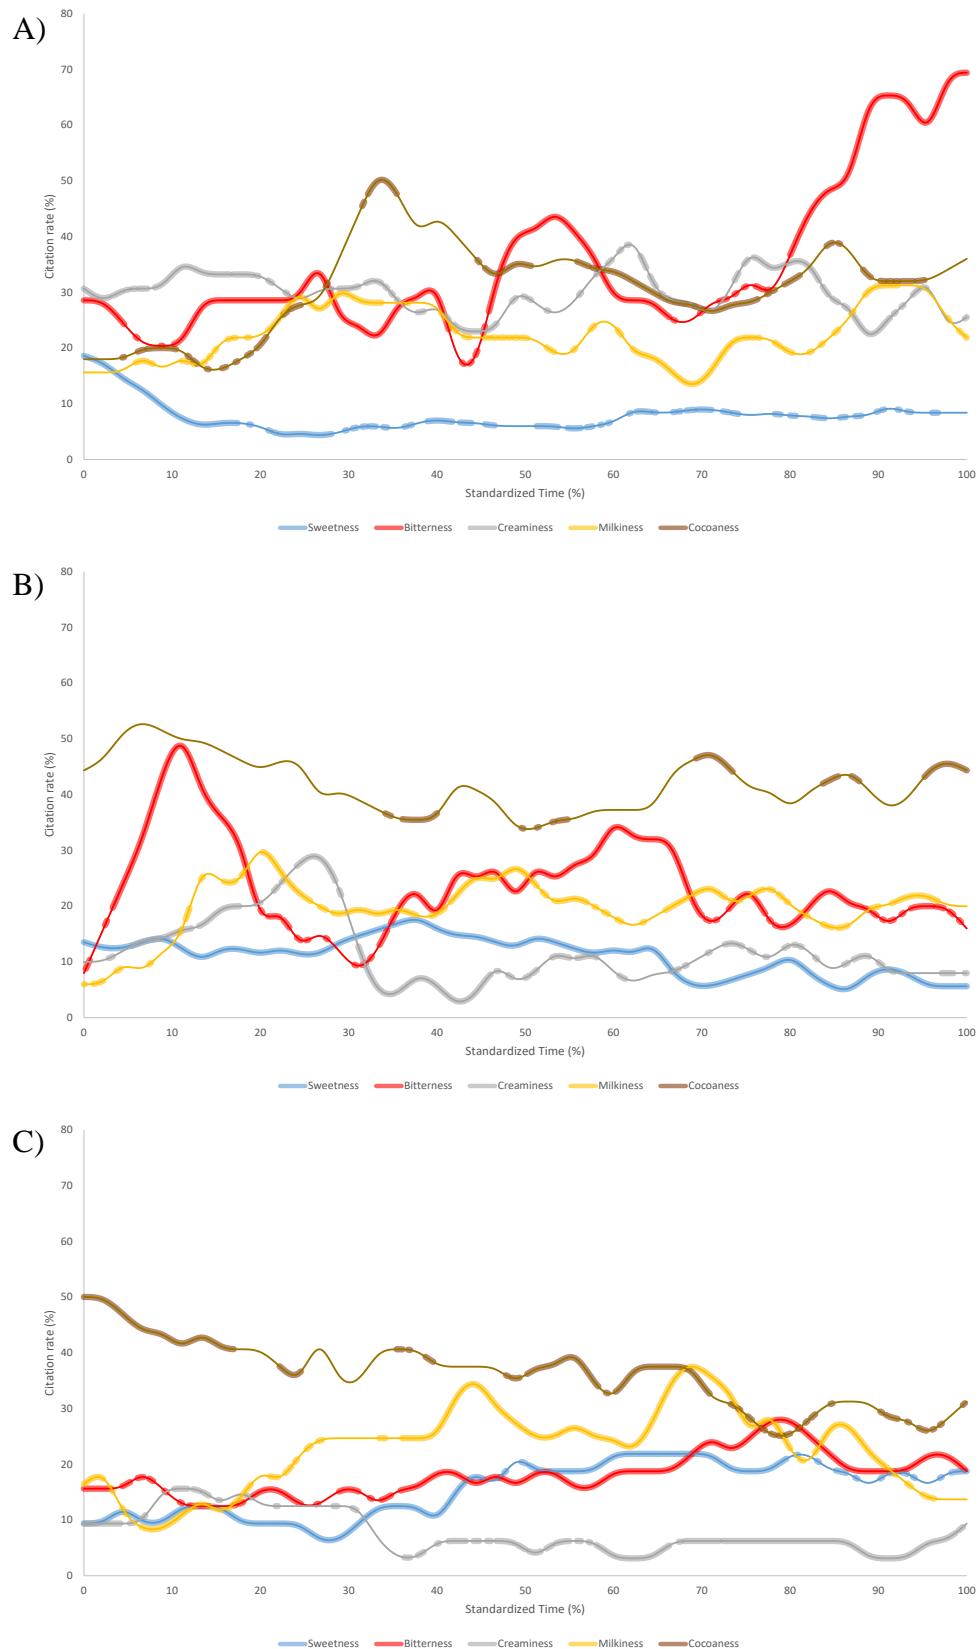 A)
80
70
60
50
40
30
20
10
0
Citation rate (%)
0 10 20 30 40 50 60 70 80 90 100
Standardized Time (%)
Sweetness Bitterness Creaminess Milkiness Cocoaness
B)
80
70
60
50
40
30
20
10
0
Citation rate (%)
0 10 20 30 40 50 60 70 80 90 100
Standardized Time (%)
Sweetness Bitterness Creaminess Milkiness Cocoaness
C)
80
70
60
50
40
30
20
10
0
Citation rate (%)
0 10 20 30 40 50 60 70 80 90 100
Standardized Time (%)
Sweetness Bitterness Creaminess Milkiness Cocoaness